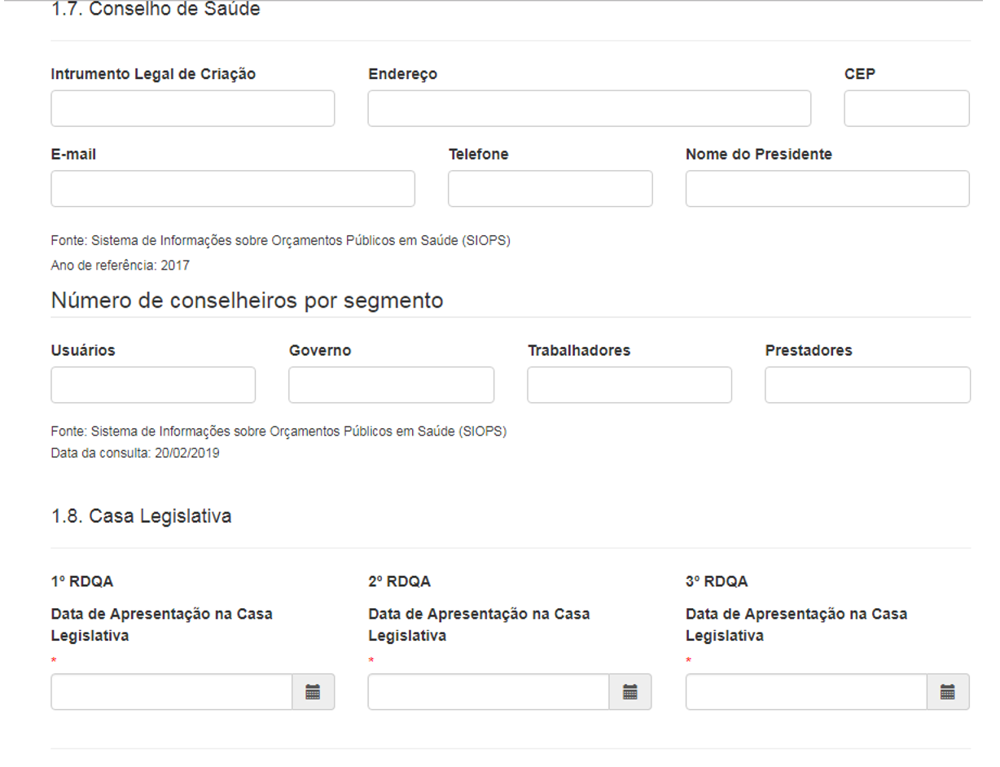 1.7. Conselho de Saúde
Intrumento Legal de Criação
Endereço
CEP
E-mail
Telefone
Nome do Presidente
Fonte: Sistema de Informações sobre Orçamentos Públicos em Saúde (SIOPS)
Ano de referência: 2017
Número de conselheiros por segmento
Usuários
Governo
Trabalhadores
Prestadores
Fonte: Sistema de Informações sobre Orçamentos Públicos em Saúde (SIOPS)
Data da consulta: 20/02/2019
1.8. Casa Legislativa
1º RDQA
Data de Apresentação na Casa
Legislativa
*
2º RDQA
Data de Apresentação na Casa
Legislativa
*
3º RDQA
Data de Apresentação na Casa
Legislativa
*